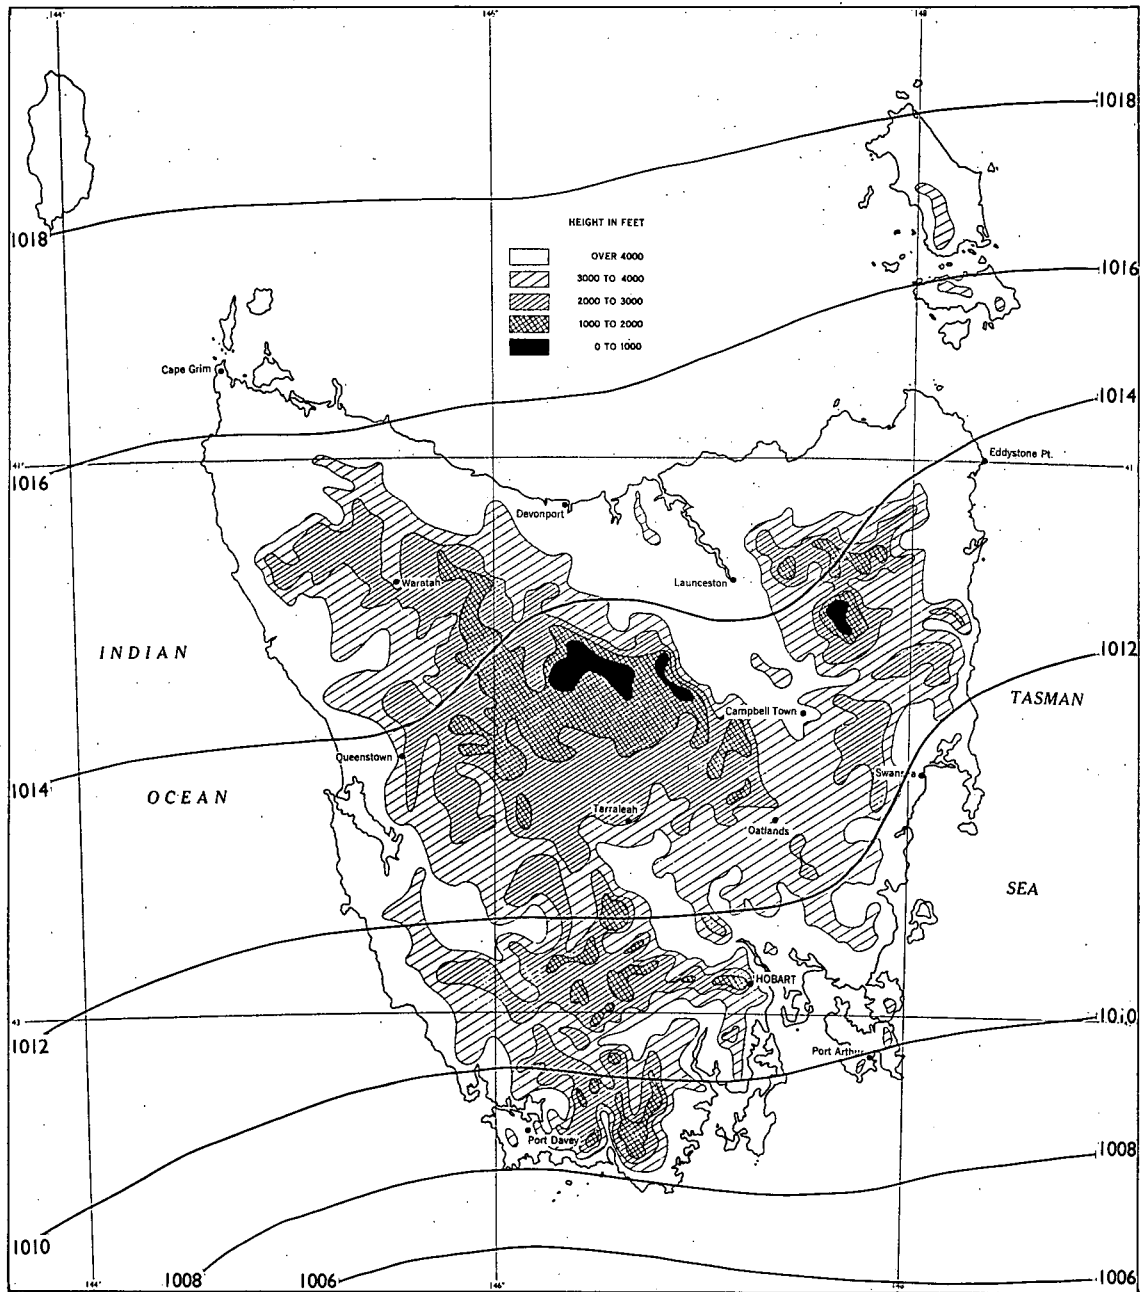 144°
146°
148
1018
HEIGHT IN FEET
1018
OVER 4000
3000 TO 4000
1016
2000 TO 3000
1000 TO 2000
0 TO 1000
Cape Grim
1014
Eddystone Pt.
41°
41
1016
Devonport
Launceston
Waratah
INDIAN
1012
TASMAN
Campbell Town
Queenstown
1014
Swansea
OCEAN
Tarraleah
Oatlands
SEA
HOBART
43
1010
1012
Port Arthur
Port Davey
1008
1010
1008
1006
1006
144°
146°